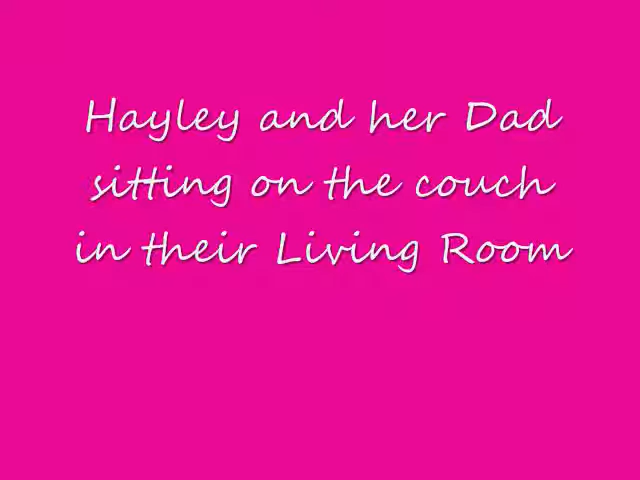 Hayley and her Dad
sitting on the couch
in their Living Room